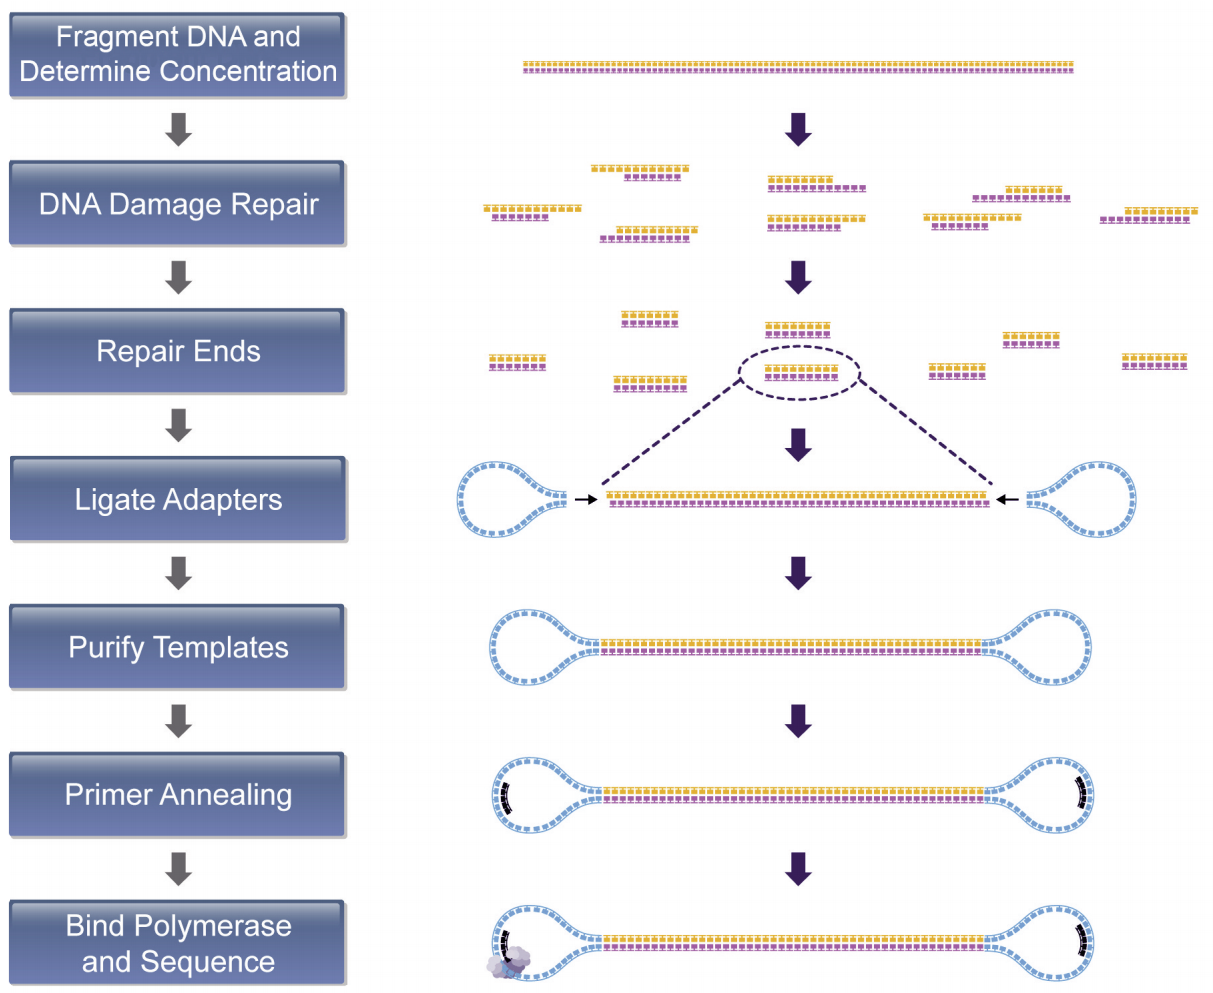 Fragment DNA and
Determine Concentration
DNA Damage Repair
Repair Ends
Ligate Adapters
Purify Templates
Primer Annealing
Bind Polymerase
and Sequence